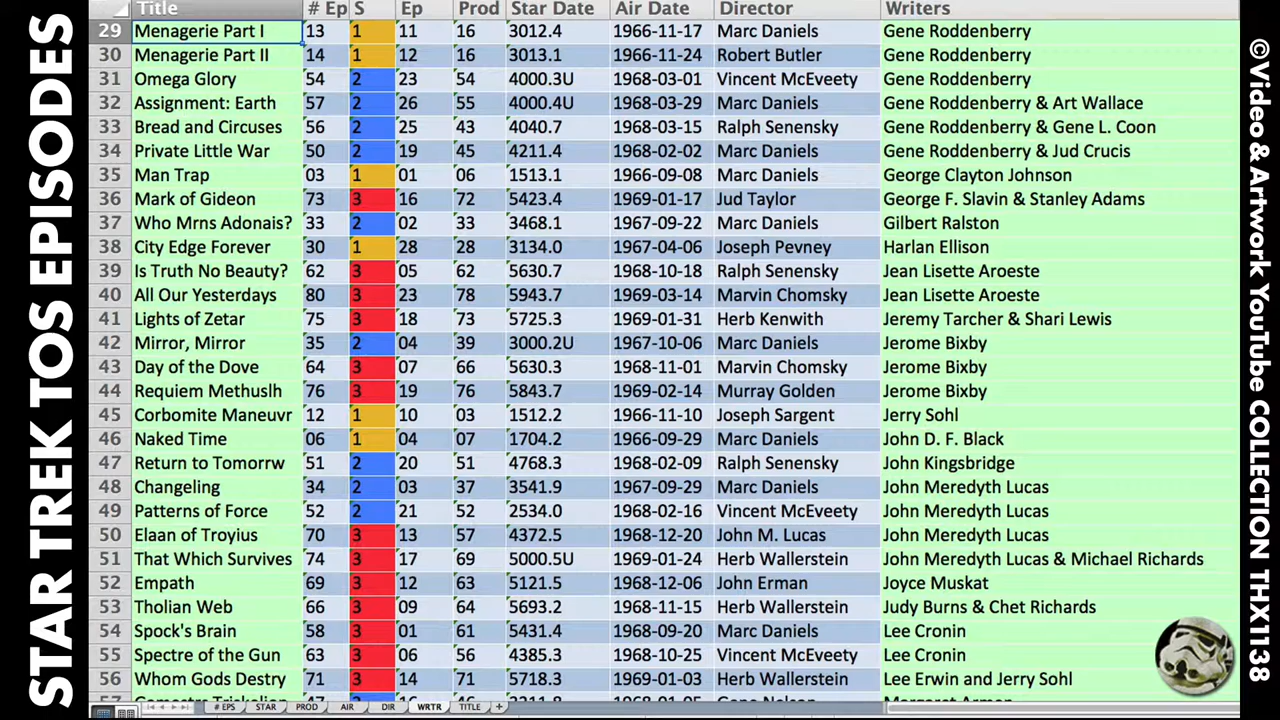 STAR TREK TOS EPISODES
Title # Ep S Ep Prod Star Date Air Date Director Writers
29 Menagerie Part I 13 1 11 16 3012.4 1966-11-17 Marc Daniels Gene Roddenberry
30 Menagerie Part II 14 1 12 16 3013.1 1966-11-24 Robert Butler Gene Roddenberry
31 Omega Glory 54 2 23 54 4000.3U 1968-03-01 Vincent McEveety Gene Roddenberry
32 Assignment: Earth 57 2 26 55 4000.4U 1968-03-29 Marc Daniels Gene Roddenberry & Art Wallace
33 Bread and Circuses 56 2 25 43 4040.7 1968-03-15 Ralph Senensky Gene Roddenberry & Gene L. Coon
34 Private Little War 50 2 19 45 4211.4 1968-02-02 Marc Daniels Gene Roddenberry & Jud Crucis
35 Man Trap 03 1 01 06 1513.1 1966-09-08 Marc Daniels George Clayton Johnson
36 Mark of Gideon 73 3 16 72 5423.4 1969-01-17 Jud Taylor George F. Slavin & Stanley Adams
37 Who Mrns Adonais? 33 2 02 33 3468.1 1967-09-22 Marc Daniels Gilbert Ralston
38 City Edge Forever 30 1 28 28 3134.0 1967-04-06 Joseph Pevney Harlan Ellison
39 Is Truth No Beauty? 62 3 05 62 5630.7 1968-10-18 Ralph Senensky Jean Lisette Aroeste
40 All Our Yesterdays 80 3 23 78 5943.7 1969-03-14 Marvin Chomsky Jean Lisette Aroeste
41 Lights of Zetar 75 3 18 73 5725.3 1969-01-31 Herb Kenwith Jeremy Tarcher & Shari Lewis
42 Mirror, Mirror 35 2 04 39 3000.2U 1967-10-06 Marc Daniels Jerome Bixby
43 Day of the Dove 64 3 07 66 5630.3 1968-11-01 Marvin Chomsky Jerome Bixby
44 Requiem Methuslh 76 3 19 76 5843.7 1969-02-14 Murray Golden Jerome Bixby
45 Corbomite Maneuvr 12 1 10 03 1512.2 1966-11-10 Joseph Sargent Jerry Sohl
46 Naked Time 06 1 04 07 1704.2 1966-09-29 Marc Daniels John D. F. Black
47 Return to Tomorrw 51 2 20 51 4768.3 1968-02-09 Ralph Senensky John Kingsbridge
48 Changeling 34 2 03 37 3541.9 1967-09-29 Marc Daniels John Meredyth Lucas
49 Patterns of Force 52 2 21 52 2534.0 1968-02-16 Vincent McEveety John Meredyth Lucas
50 Elaan of Troyius 70 3 13 57 4372.5 1968-12-20 John M. Lucas John Meredyth Lucas
51 That Which Survives 74 3 17 69 5000.5U 1969-01-24 Herb Wallerstein John Meredyth Lucas & Michael Richards
52 Empath 69 3 12 63 5121.5 1968-12-06 John Erman Joyce Muskat
53 Tholian Web 66 3 09 64 5693.2 1968-11-15 Herb Wallerstein Judy Burns & Chet Richards
54 Spock's Brain 58 3 01 61 5431.4 1968-09-20 Marc Daniels Lee Cronin
55 Spectre of the Gun 63 3 06 56 4385.3 1968-10-25 Vincent McEveety Lee Cronin
56 Whom Gods Destry 71 3 14 71 5718.3 1969-01-03 Herb Wallerstein Lee Erwin and Jerry Sohl
# EPS STAR PROD AIR DIR WRTR TITLE +
©Video & Artwork YouTube COLLECTION THX1138